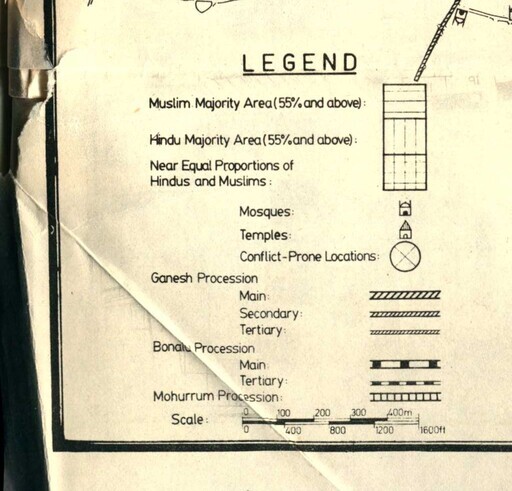 LEGEND
Muslim Majority Area (55% and above):
Hindu Majority Area (55% and above):
Near Equal Proportions of
Hindus and Muslims:
Mosques:
Temples:
Conflict-Prone Locations:
Ganesh Procession
Main:
Secondary:
Tertiary:
Bonalu Procession
Main:
Tertiary:
Mohurrum Procession:
Scale:
0 100 200 300 400m
0 400 800 1200 1600ft